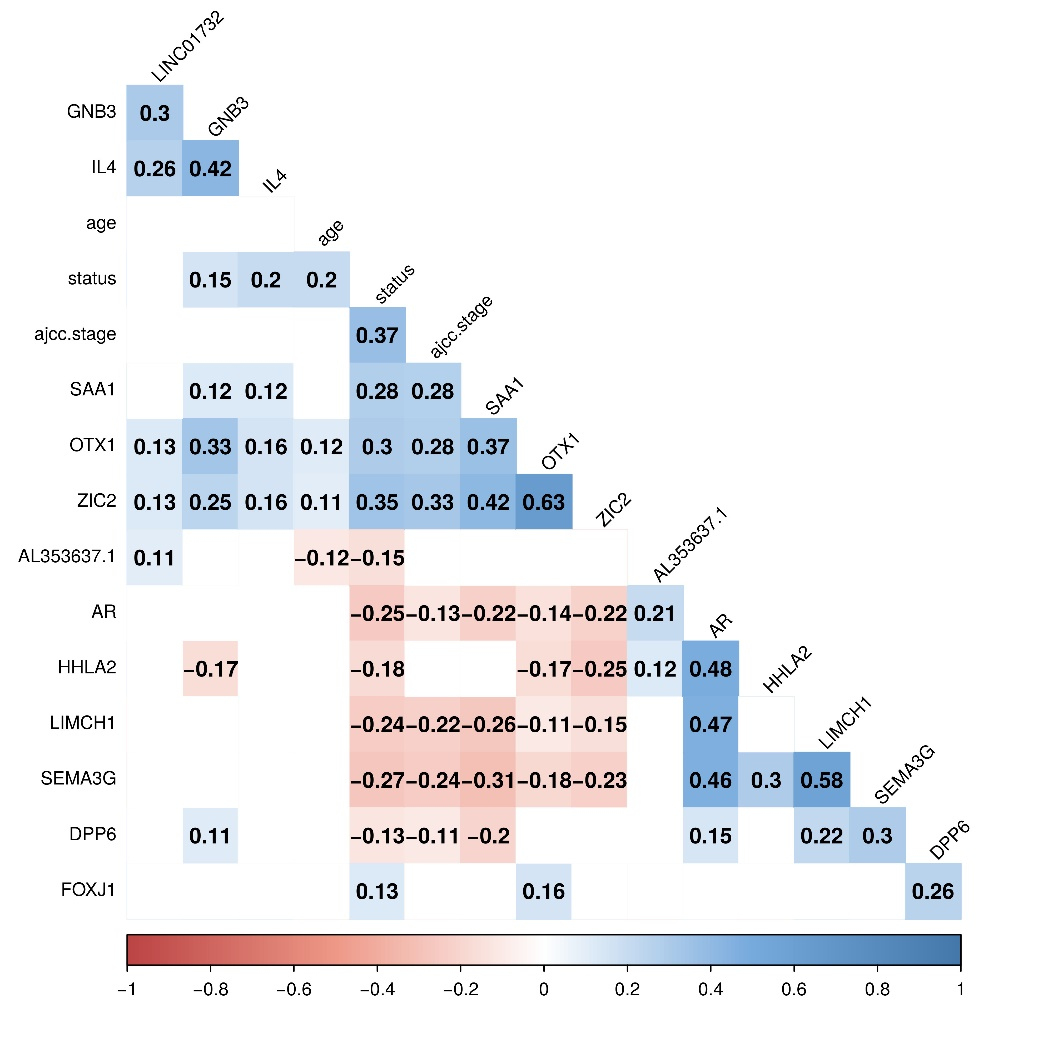 LINC01732
GNB3 0.3 GNB3
IL4 0.26 0.42 IL4
age age
status 0.15 0.2 0.2 status
ajcc.stage 0.37 ajcc.stage
SAA1 0.12 0.12 0.28 0.28 SAA1
OTX1 0.13 0.33 0.16 0.12 0.3 0.28 0.37 OTX1
ZIC2 0.13 0.25 0.16 0.11 0.35 0.33 0.42 0.63 ZIC2
AL353637.1 0.11 −0.12 −0.15 AL353637.1
AR −0.25 −0.13 −0.22 −0.14 −0.22 0.21 AR
HHLA2 −0.17 −0.18 −0.17 −0.25 0.12 0.48 HHLA2
LIMCH1 −0.24 −0.22 −0.26 −0.11 −0.15 0.47 LIMCH1
SEMA3G −0.27 −0.24 −0.31 −0.18 −0.23 0.46 0.3 0.58 SEMA3G
DPP6 0.11 −0.13 −0.11 −0.2 0.15 0.22 0.3 DPP6
FOXJ1 0.13 0.16 0.26
−1 −0.8 −0.6 −0.4 −0.2 0 0.2 0.4 0.6 0.8 1